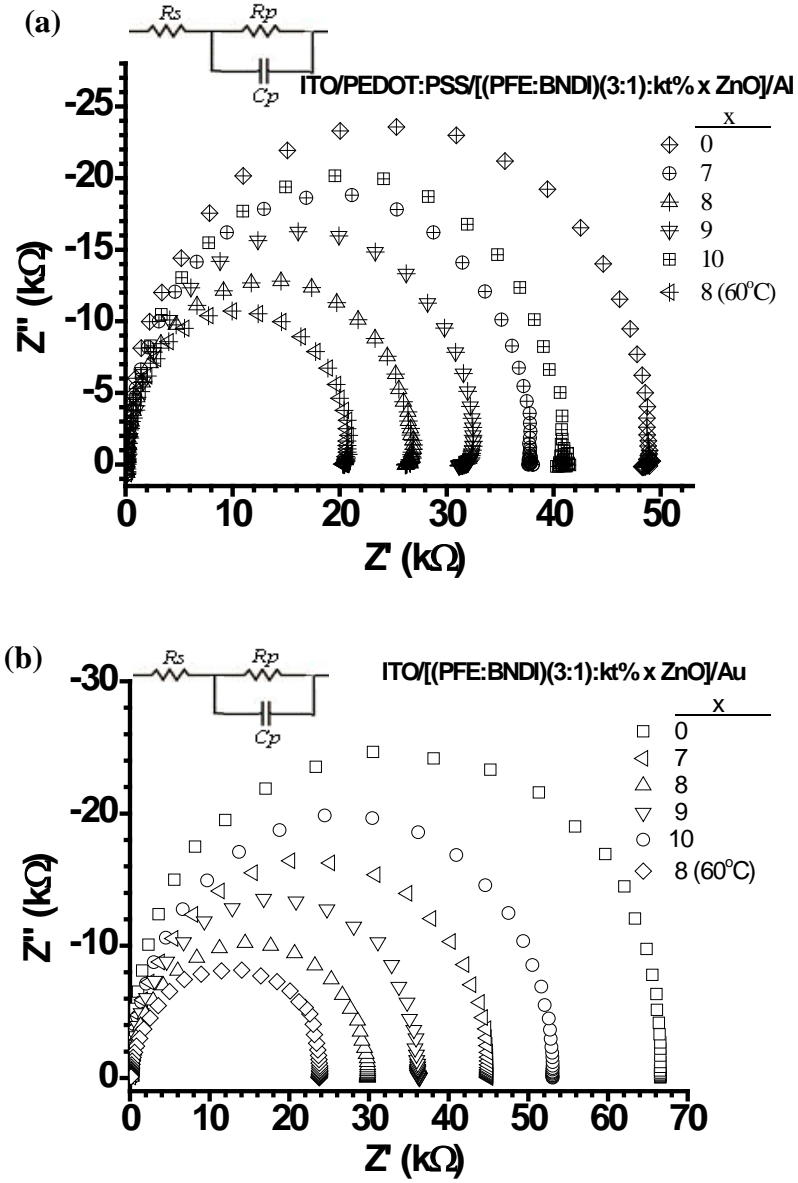 (a)
Rs Rp
Cp
ITO/PEDOT:PSS/[(PFE:BNDI)(3:1):kt% x ZnO]/Al
x
0
7
8
9
10
8 (60°C)
-25
-20
-15
-10
-5
0
Z" (kΩ)
0 10 20 30 40 50
Z' (kΩ)
(b)
Rs Rp
Cp
ITO/[(PFE:BNDI)(3:1):kt% x ZnO]/Au
x
0
7
8
9
10
8 (60°C)
-30
-20
-10
0
Z" (kΩ)
0 10 20 30 40 50 60 70
Z' (kΩ)